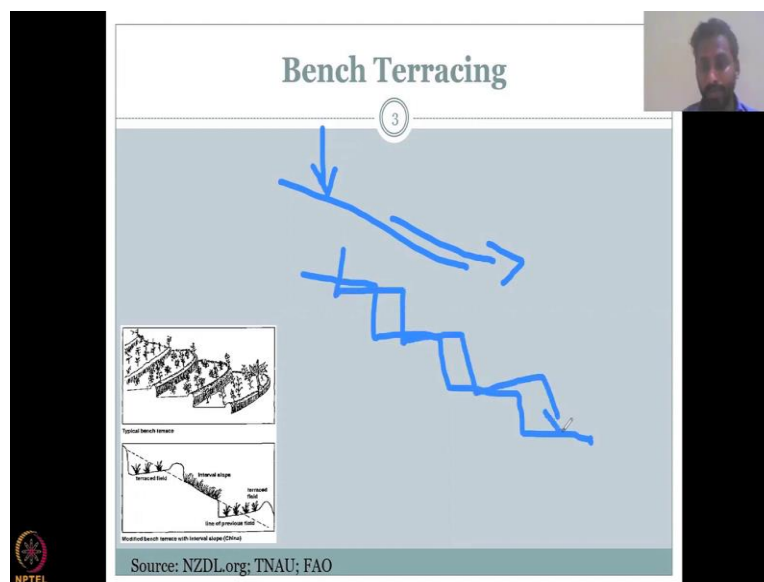 Bench Terracing
3
Typical bench terrace
interval slope
terraced field
terraced
field
line of previous field
Modified bench terrace with interval slope (China)
Source: NZDL.org; TNAU; FAO
NPTEL